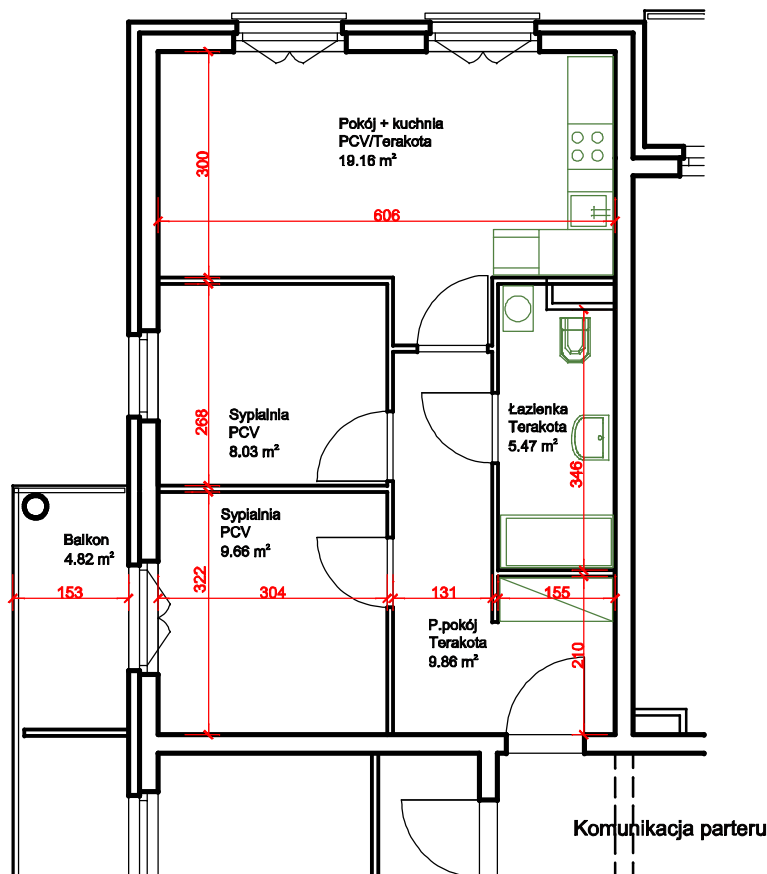 Pokój + kuchnia
PCV/Terakota
19.16 m²
300
606
268
Sypialnia
PCV
8.03 m²
Łazienka
Terakota
5.47 m²
346
Sypialnia
PCV
9.66 m²
Balkon
4.82 m²
322
153
304
131
155
P.pokój
Terakota
9.86 m²
210
Komunikacja parteru